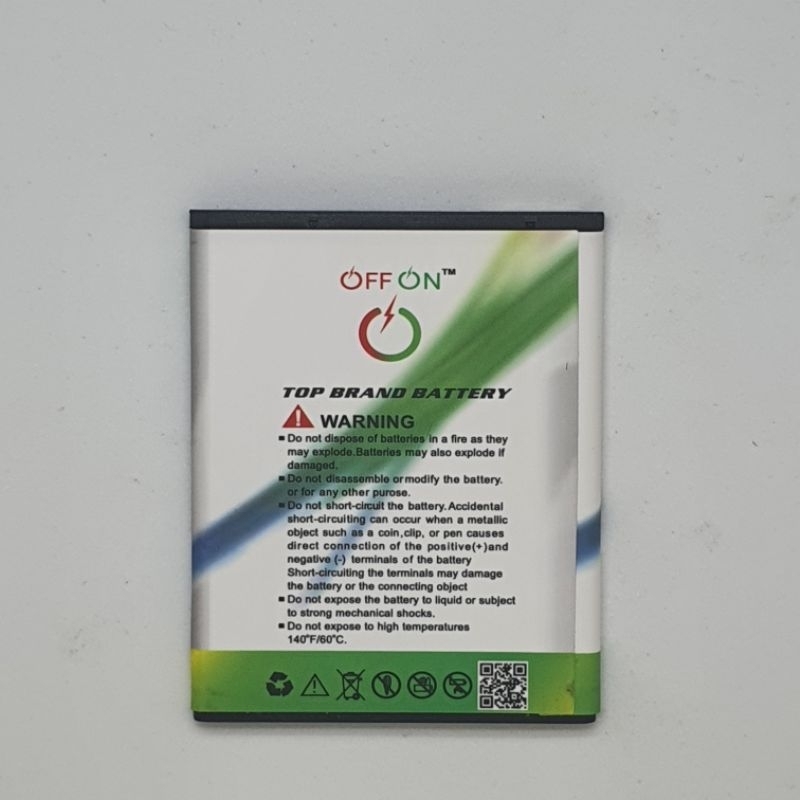 OFF ON™
TOP BRAND BATTERY
WARNING
Do not dispose of batteries in a fire as they
may explode.Batteries may also explode if
damaged.
Do not disassemble or modify the battery.
or for any other purose.
Do not short-circuit the battery. Accidental
short-circuiting can occur when a metallic
object such as a coin,clip, or pen causes
direct connection of the positive(+)and
negative (-) terminals of the battery
Short-circuiting the terminals may damage
the battery or the connecting object
Do not expose the battery to liquid or subject
to strong mechanical shocks.
Do not expose to high temperatures
140°F/60°C.